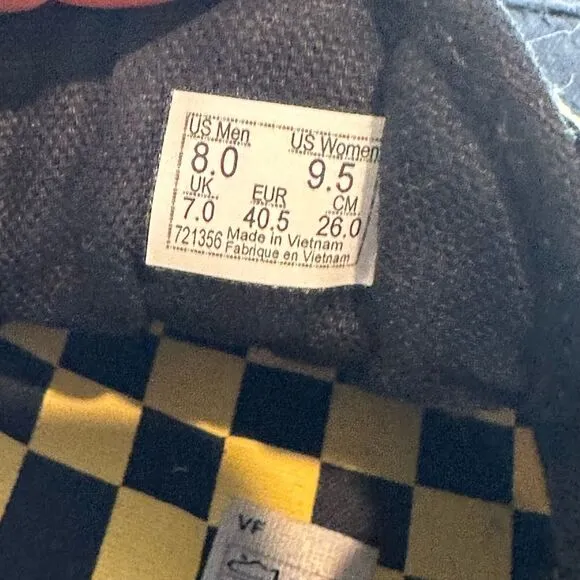 US Men US Women
8.0 9.5
UK EUR CM
7.0 40.5 26.0
721356 Made in Vietnam
Fabrique en Vietnam
VF